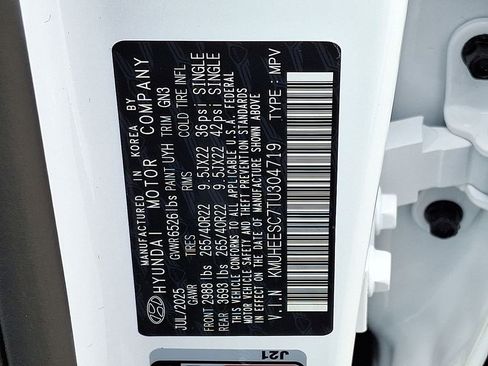 MANUFACTURED IN KOREA BY
HYUNDAI MOTOR COMPANY
JUL/2025 GVWR6526lbs PAINT UYH TRIM GN3
GAWR TIRES RIMS COLD TIRE INFL
FRONT 2988 lbs 265/40R22 9.5JX22 36psi SINGLE
REAR 3693 lbs 265/40R22 9.5JX22 42psi SINGLE
THIS VEHICLE CONFORMS TO ALL APPLICABLE U.S.A. FEDERAL
MOTOR VEHICLE SAFETY AND THEFT PREVENTION STANDARDS
IN EFFECT ON THE DATE OF MANUFACTURE SHOWN ABOVE
V.I.N KMUHEESC7TU304719 TYPE: MPV
J21